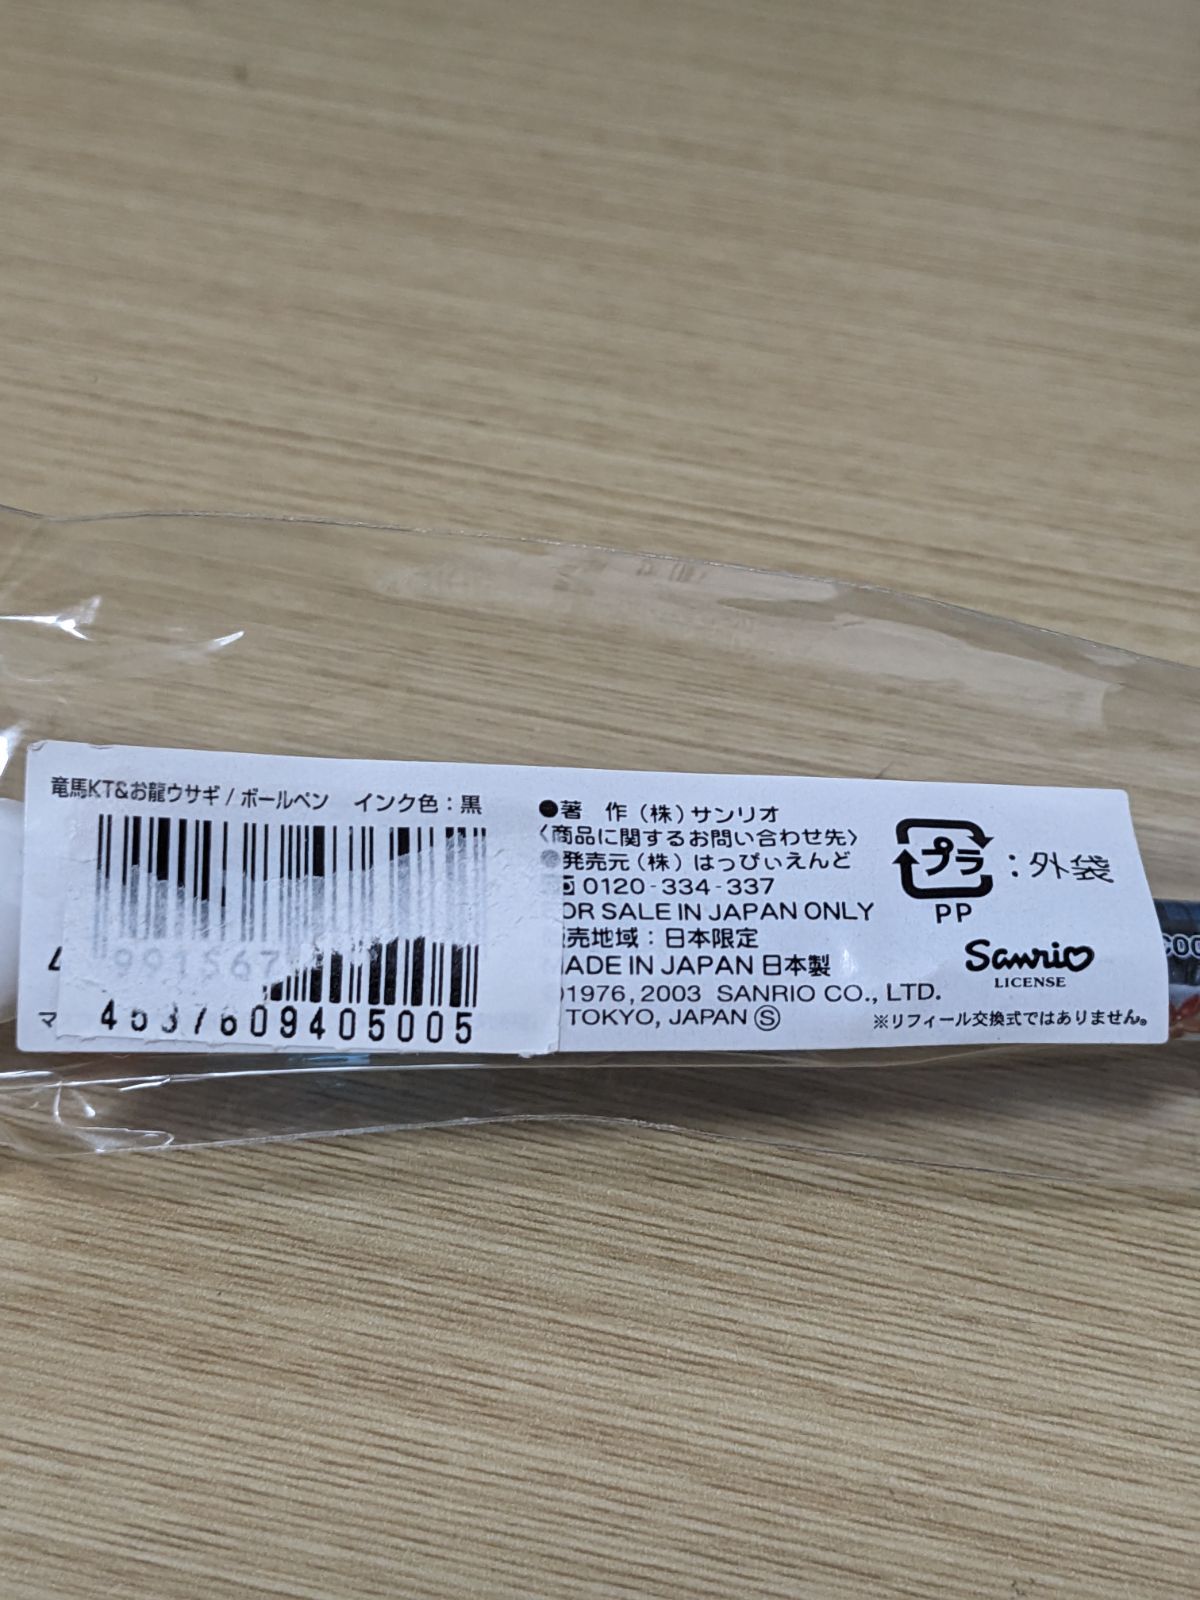 竜馬KT&お龍ウサギ / ボールペン インク色：黒
991567
4537609405005
●著 作（株）サンリオ
〈商品に関するお問い合わせ先〉
●発売元（株）はっぴぃえんど
0120-334-337
FOR SALE IN JAPAN ONLY
販売地域：日本限定
MADE IN JAPAN 日本製
©1976, 2003 SANRIO CO., LTD.
TOKYO, JAPAN Ⓢ
プラ：外袋
PP
Sanrio
LICENSE
※リフィール交換式ではありません。